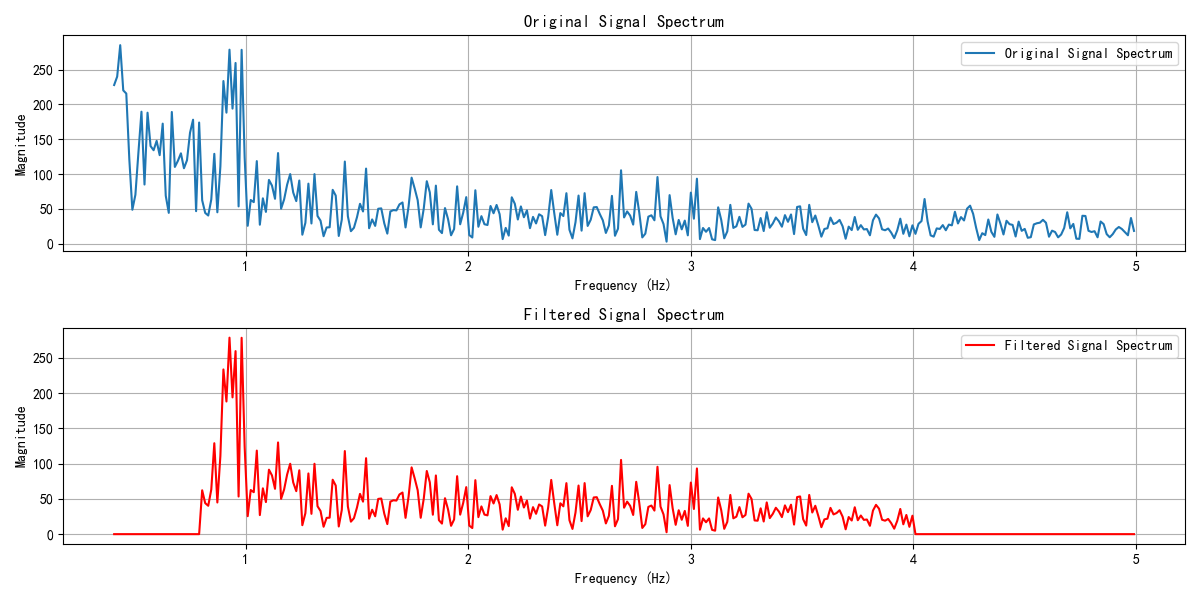 Original Signal Spectrum
Original Signal Spectrum
Magnitude
250
200
150
100
50
0
1
2
3
4
5
Frequency (Hz)
Filtered Signal Spectrum
Filtered Signal Spectrum
Magnitude
250
200
150
100
50
0
1
2
3
4
5
Frequency (Hz)